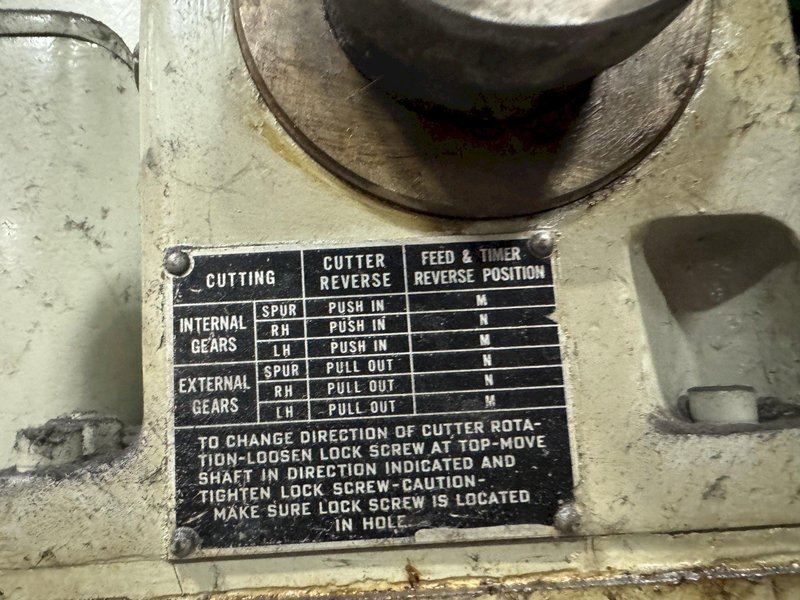 CUTTING CUTTER REVERSE FEED & TIMER REVERSE POSITION
INTERNAL GEARS
SPUR PUSH IN M
RH PUSH IN N
LH PUSH IN M
EXTERNAL GEARS
SPUR PULL OUT N
RH PULL OUT N
LH PULL OUT M
TO CHANGE DIRECTION OF CUTTER ROTA-
TION-LOOSEN LOCK SCREW AT TOP-MOVE
SHAFT IN DIRECTION INDICATED AND
TIGHTEN LOCK SCREW-CAUTION-
MAKE SURE LOCK SCREW IS LOCATED
IN HOLE.